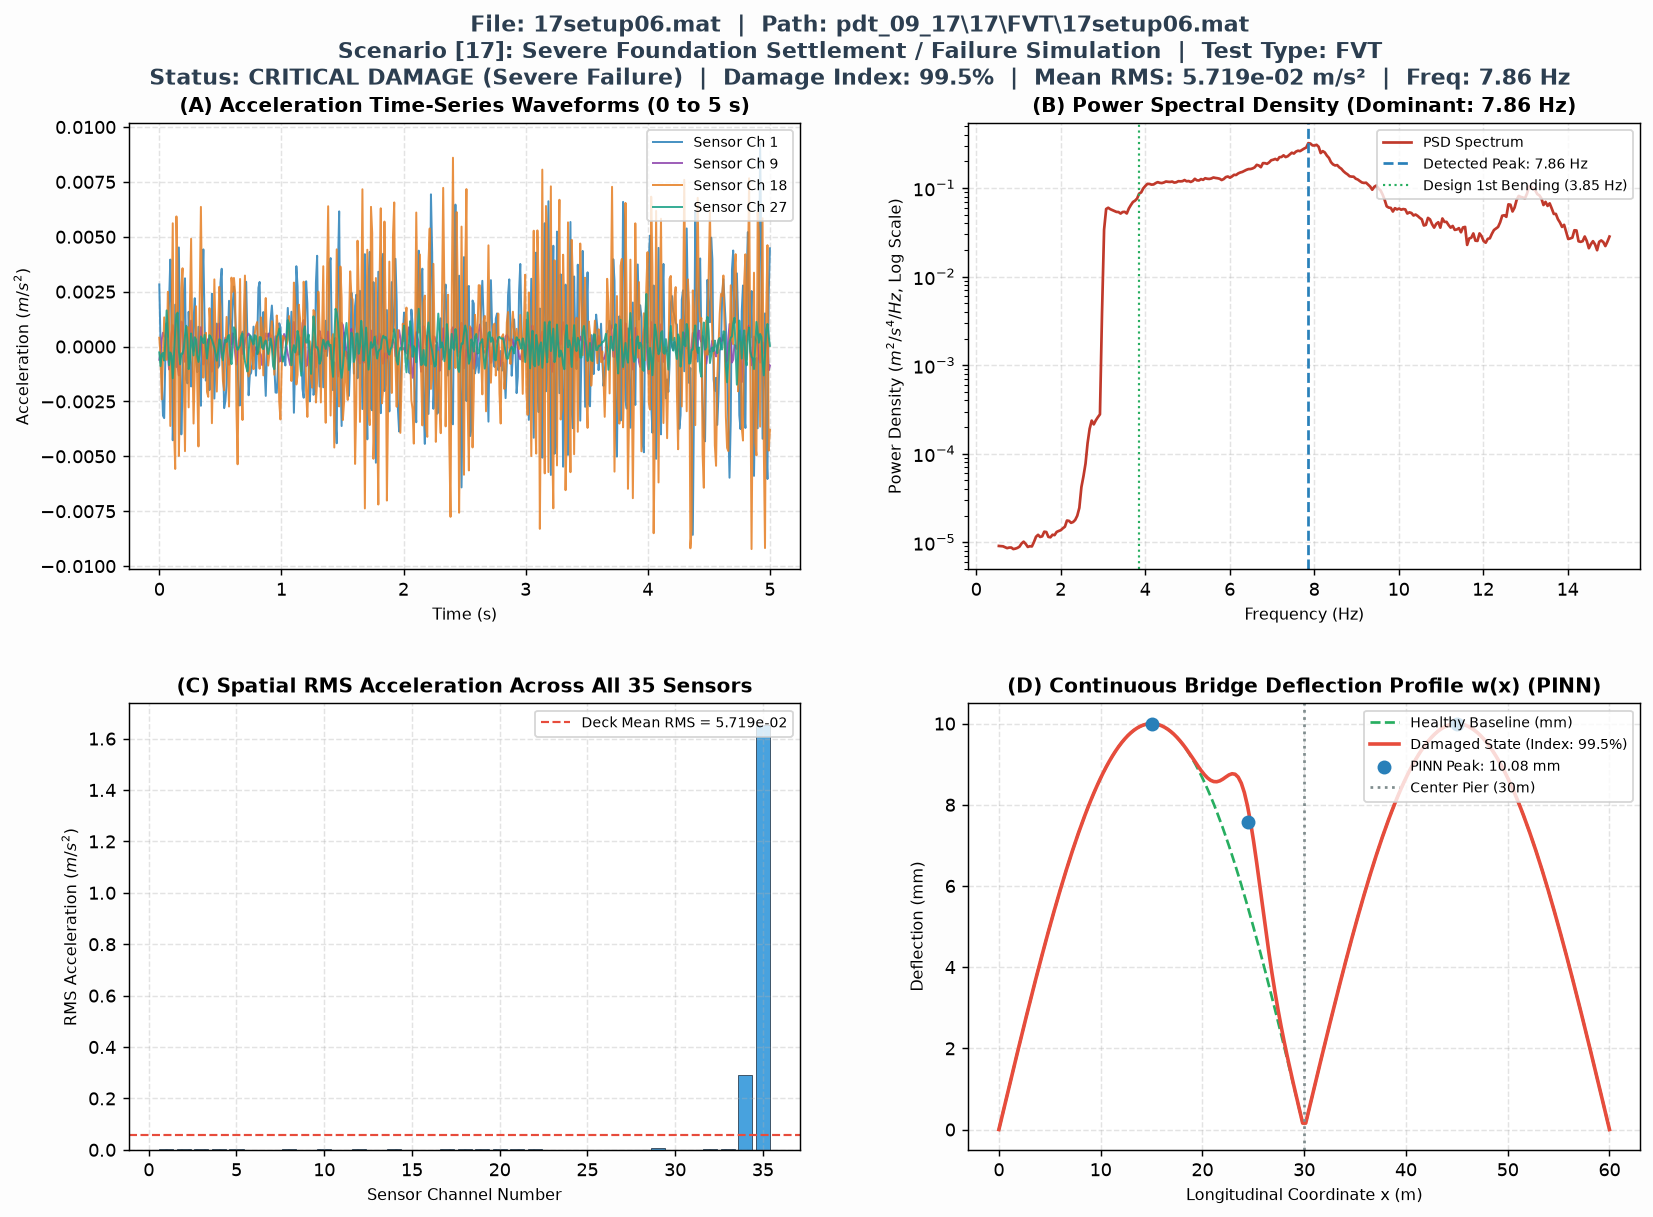 File: 17setup06.mat | Path: pdt_09_17\17\FVT\17setup06.mat
Scenario [17]: Severe Foundation Settlement / Failure Simulation | Test Type: FVT
Status: CRITICAL DAMAGE (Severe Failure) | Damage Index: 99.5% | Mean RMS: 5.719e-02 m/s² | Freq: 7.86 Hz
(A) Acceleration Time-Series Waveforms (0 to 5 s)
0.0100
0.0075
0.0050
0.0025
0.0000
−0.0025
−0.0050
−0.0075
−0.0100
Acceleration (m/s²)
Sensor Ch 1
Sensor Ch 9
Sensor Ch 18
Sensor Ch 27
0 1 2 3 4 5
Time (s)
(B) Power Spectral Density (Dominant: 7.86 Hz)
10⁻¹
10⁻²
10⁻³
10⁻⁴
10⁻⁵
Power Density (m²/s⁴/Hz, Log Scale)
PSD Spectrum
Detected Peak: 7.86 Hz
Design 1st Bending (3.85 Hz)
0 2 4 6 8 10 12 14
Frequency (Hz)
(C) Spatial RMS Acceleration Across All 35 Sensors
1.6
1.4
1.2
1.0
0.8
0.6
0.4
0.2
0.0
RMS Acceleration (m/s²)
Deck Mean RMS = 5.719e-02
0 5 10 15 20 25 30 35
Sensor Channel Number
(D) Continuous Bridge Deflection Profile w(x) (PINN)
10
8
6
4
2
0
Deflection (mm)
Healthy Baseline (mm)
Damaged State (Index: 99.5%)
PINN Peak: 10.08 mm
Center Pier (30m)
0 10 20 30 40 50 60
Longitudinal Coordinate x (m)